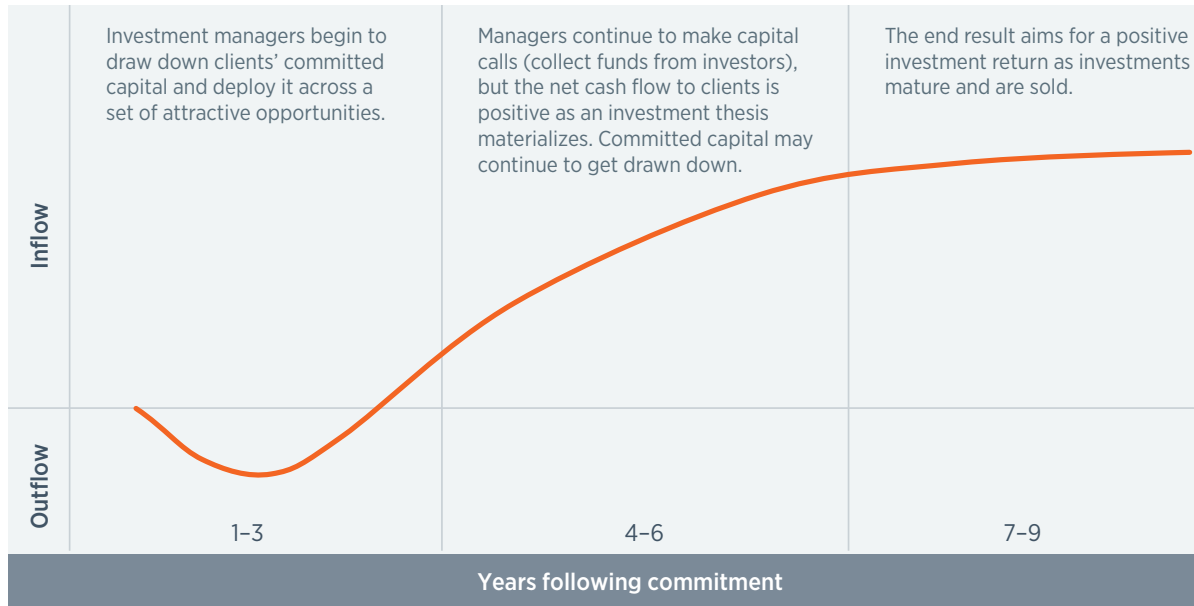 Investment managers begin to
draw down clients’ committed
capital and deploy it across a
set of attractive opportunities.
Managers continue to make capital
calls (collect funds from investors),
but the net cash flow to clients is
positive as an investment thesis
materializes. Committed capital may
continue to get drawn down.
The end result aims for a positive
investment return as investments
mature and are sold.
Inflow
Outflow
1–3
4–6
7–9
Years following commitment